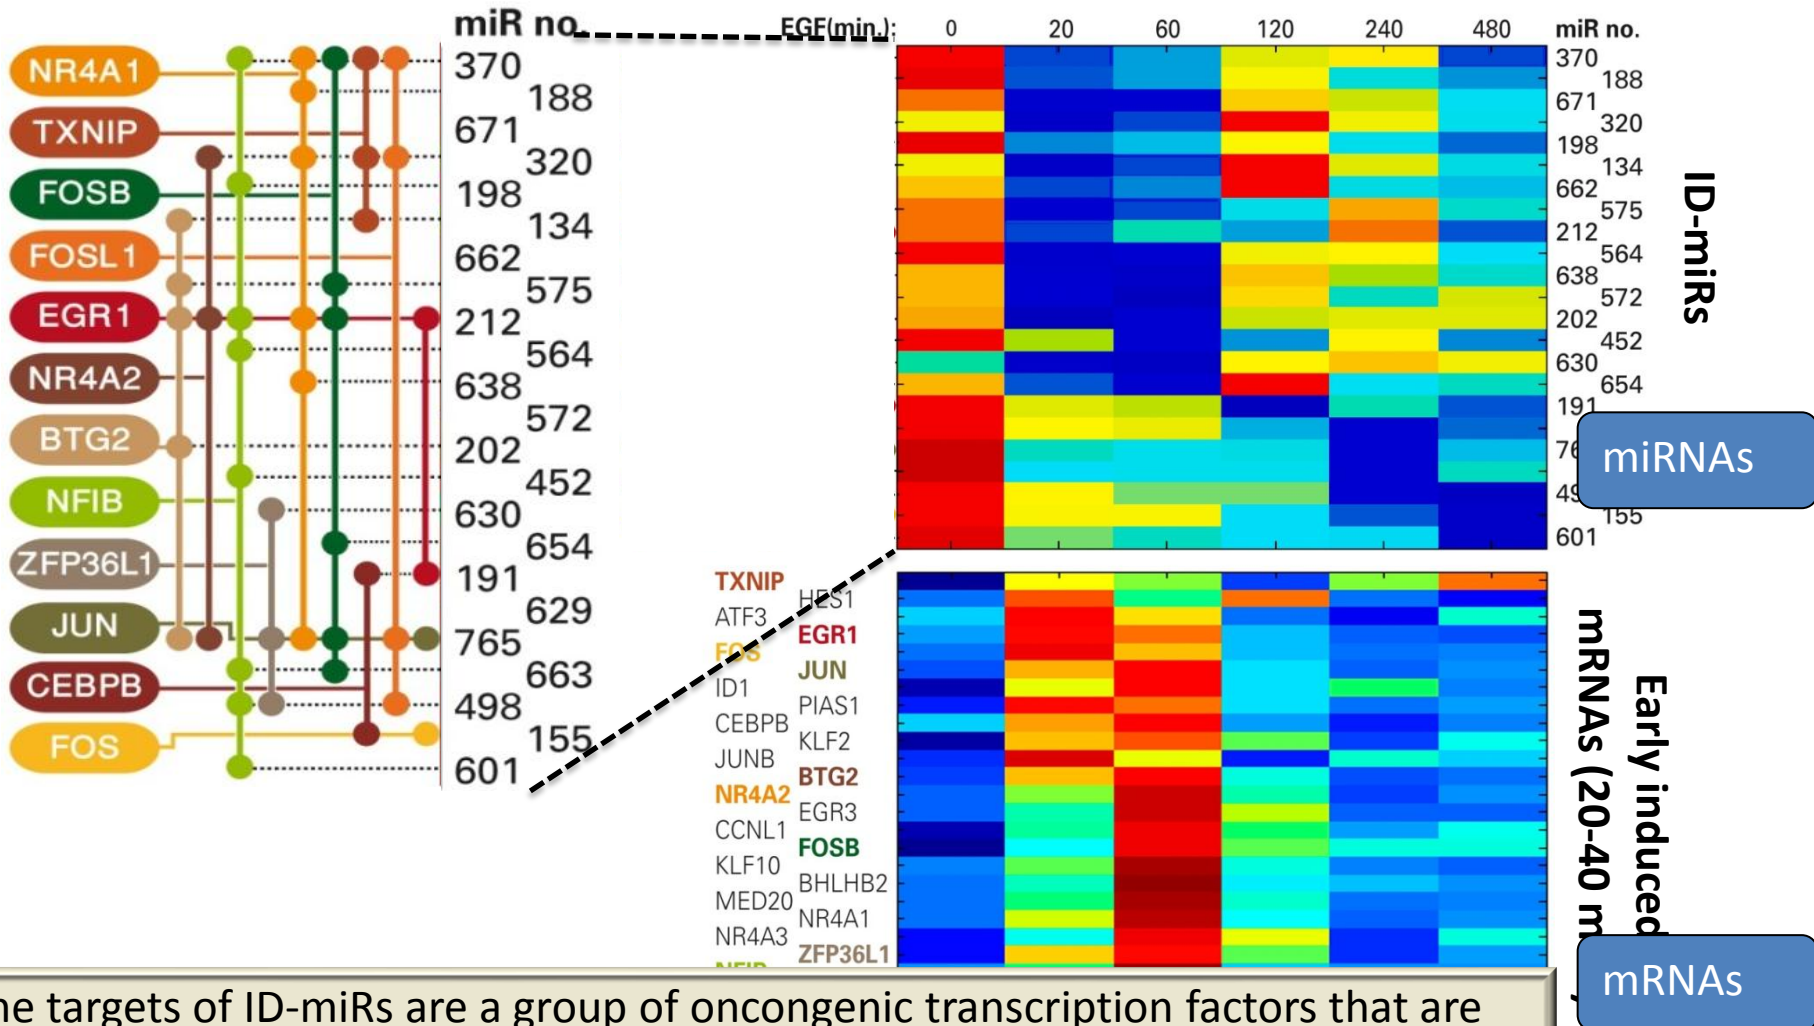 miR no.
NR4A1
TXNIP
FOSB
FOSL1
EGR1
NR4A2
BTG2
NFIB
ZFP36L1
JUN
CEBPB
FOS
370
188
671
320
198
134
662
575
212
564
638
572
202
452
630
654
191
629
765
663
498
155
601
EGF(min.): 0 20 60 120 240 480 miR no.
370
188
671
320
198
134
662
575
212
564
638
572
202
452
630
654
191
155
601
ID-miRs
miRNAs
TXNIP
HES1
ATF3
EGR1
FOS
JUN
ID1
PIAS1
CEBPB
KLF2
JUNB
BTG2
NR4A2
EGR3
CCNL1
FOSB
KLF10
BHLHB2
MED20
NR4A1
NR4A3
ZFP36L1
NFIB
Early induced
mRNAs (20-40 m
mRNAs
he targets of ID-miRs are a group of oncongenic transcription factors that are